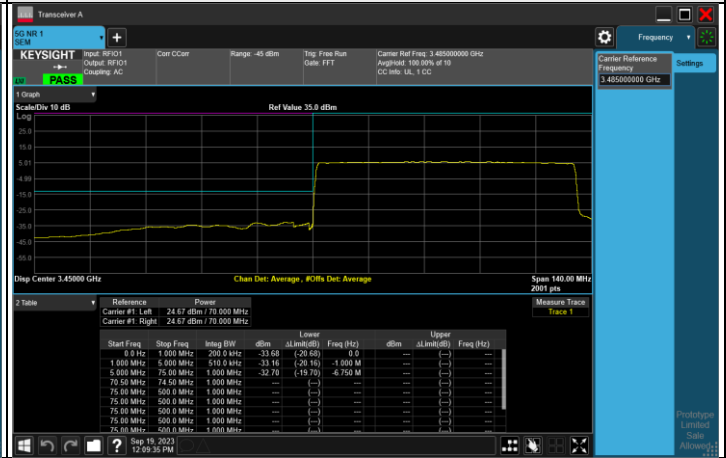 Transceiver A
5G NR 1
SEM
Frequency
KEYSIGHT
Input: RFIO1
Output: RFIO1
Coupling: AC
Corr CCorr
Range: -45 dBm
Trig: Free Run
Gate: FFT
Carrier Ref Freq: 3.485000000 GHz
Avg|Hold: 100.00% of 10
CC Info: UL, 1 CC
PASS
Carrier Reference
Frequency
3.485000000 GHz
Settings
1 Graph
Scale/Div 10 dB
Ref Value 35.0 dBm
Log
25.0
15.0
5.01
-4.99
-15.0
-25.0
-35.0
-45.0
-55.0
Disp Center 3.45000 GHz
Chan Det: Average, #Offs Det: Average
Span 140.00 MHz
2001 pts
2 Table
Reference Power
Carrier #1: Left 24.67 dBm / 70.000 MHz
Carrier #1: Right 24.67 dBm / 70.000 MHz
Measure Trace
Trace 1
Lower Upper
Start Freq Stop Freq Integ BW dBm ΔLimit(dB) Freq (Hz) dBm ΔLimit(dB) Freq (Hz)
0.0 Hz 1.000 MHz 200.0 kHz -33.68 (-20.68) 0.0 --- (---) ---
1.000 MHz 5.000 MHz 510.0 kHz -33.16 (-20.16) -1.000 M --- (---) ---
5.000 MHz 75.00 MHz 1.000 MHz -32.70 (-19.70) -6.750 M --- (---) ---
70.50 MHz 74.50 MHz 1.000 MHz --- (---) --- --- (---) ---
75.00 MHz 500.0 MHz 1.000 MHz --- (---) --- --- (---) ---
75.00 MHz 500.0 MHz 1.000 MHz --- (---) --- --- (---) ---
75.00 MHz 500.0 MHz 1.000 MHz --- (---) --- --- (---) ---
75.00 MHz 500.0 MHz 1.000 MHz --- (---) --- --- (---) ---
75.00 MHz 500.0 MHz 1.000 MHz --- (---) --- --- (---) ---
Prototype
Limited
Sale
Allowed
Sep 19, 2023
12:09:35 PM